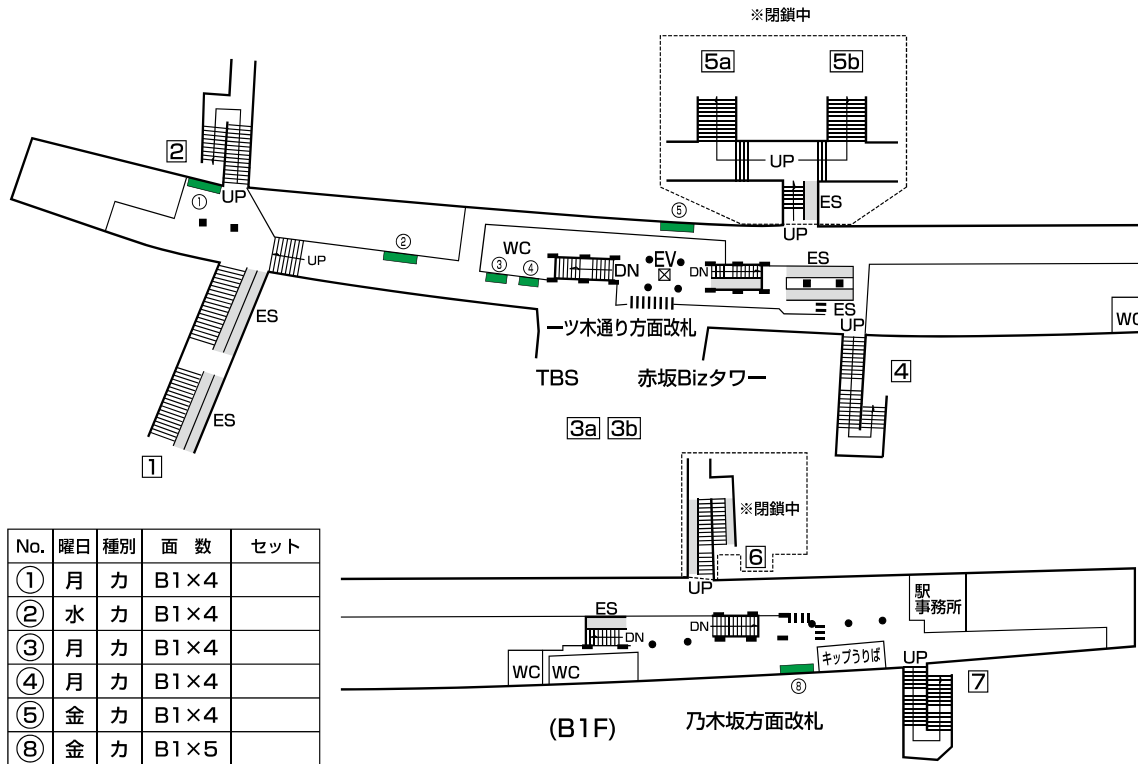 ※閉鎖中
5a
5b
2
UP
UP
ES
①
UP
⑤
②
UP
WC
③
④
DN
EV
DN
ES
ES
UP
WC
ES
一ツ木通り方面改札
TBS
赤坂Bizタワー
4
ES
3a 3b
1
※閉鎖中
6
UP
駅
事務所
ES
DN
DN
キップうりば
UP
WC
WC
7
⑧
(B1F)
乃木坂方面改札
No. 曜日 種別 面 数 セット
① 月 カ B1×4
② 水 カ B1×4
③ 月 カ B1×4
④ 月 カ B1×4
⑤ 金 カ B1×4
⑧ 金 カ B1×5